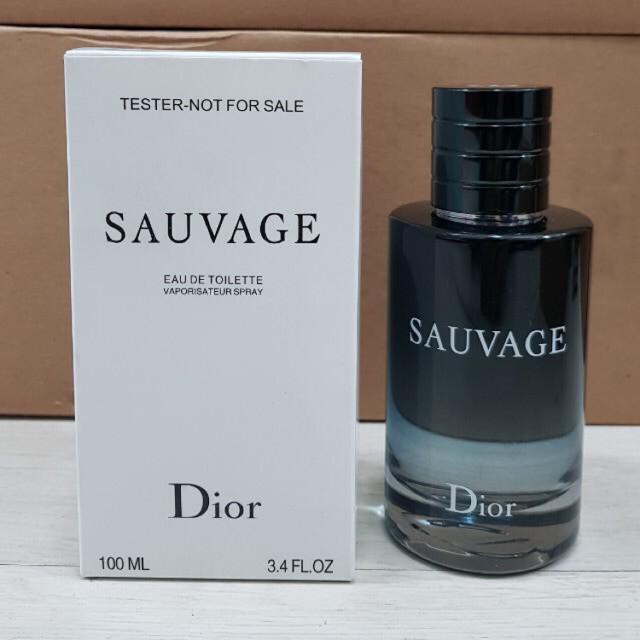 TESTER-NOT FOR SALE
SAUVAGE
EAU DE TOILETTE
VAPORISATEUR SPRAY
Dior
100 ML
3.4 FL.OZ
SAUVAGE
Dior